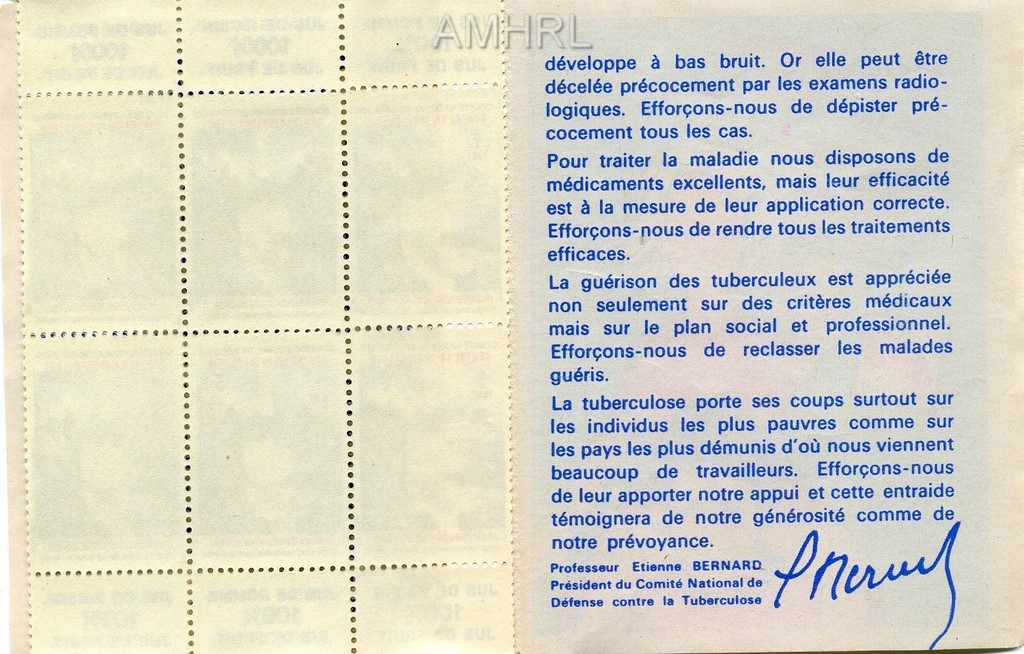 AMHRL
développe à bas bruit. Or elle peut être
décelée précocement par les examens radio-
logiques. Efforçons-nous de dépister pré-
cocement tous les cas.
Pour traiter la maladie nous disposons de
médicaments excellents, mais leur efficacité
est à la mesure de leur application correcte.
Efforçons-nous de rendre tous les traitements
efficaces.
La guérison des tuberculeux est appréciée
non seulement sur des critères médicaux
mais sur le plan social et professionnel.
Efforçons-nous de reclasser les malades
guéris.
La tuberculose porte ses coups surtout sur
les individus les plus pauvres comme sur
les pays les plus démunis d'où nous viennent
beaucoup de travailleurs. Efforçons-nous
de leur apporter notre appui et cette entraide
témoignera de notre générosité comme de
notre prévoyance.
Professeur Etienne BERNARD
Président du Comité National de
Défense contre la Tuberculose